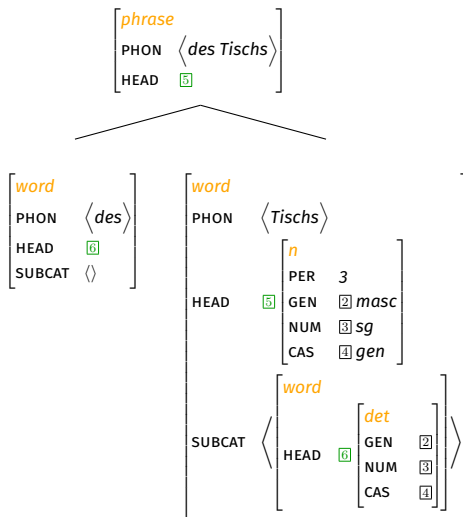 phrase
PHON ⟨des Tischs⟩
HEAD 5
word
PHON ⟨des⟩
HEAD 6
SUBCAT ⟨⟩
word
PHON ⟨Tischs⟩
HEAD 5
n
PER 3
GEN 2 masc
NUM 3 sg
CAS 4 gen
SUBCAT
word
HEAD 6
det
GEN 2
NUM 3
CAS 4